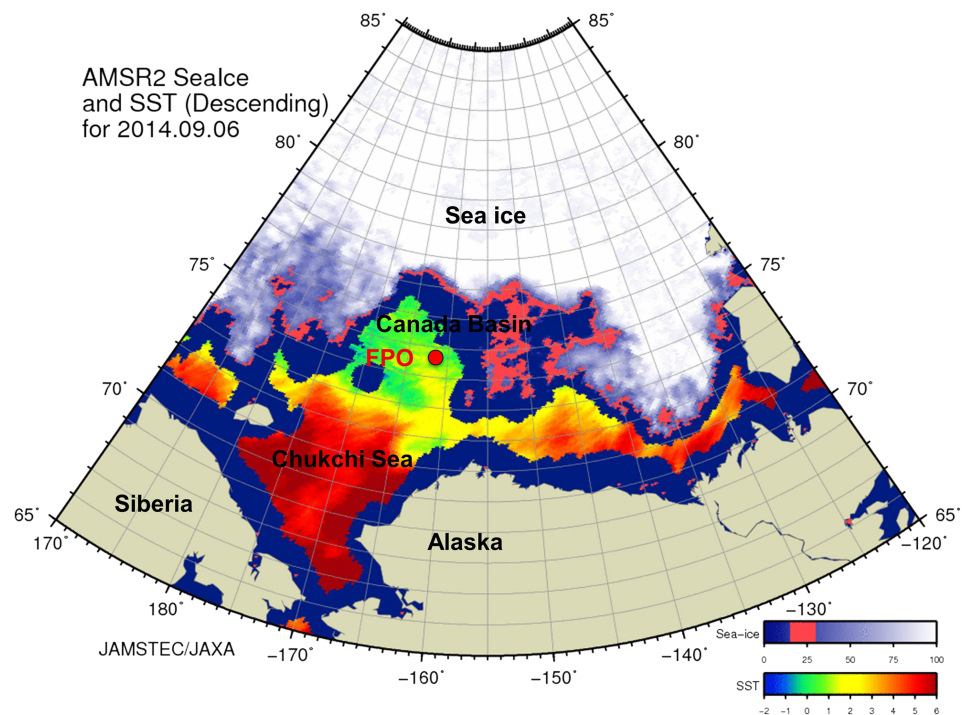 85˚
85˚
AMSR2 SeaIce
and SST (Descending)
for 2014.09.06
80˚
80˚
Sea ice
75˚
75˚
Canada Basin
FPO
70˚
70˚
Chukchi Sea
Siberia
65˚
65˚
170˚
Alaska
-120˚
180˚
-130˚
Sea-ice
0 25 50 75 100
JAMSTEC/JAXA
-170˚
-140˚
-160˚
-150˚
SST
-2 -1 0 1 2 3 4 5 6